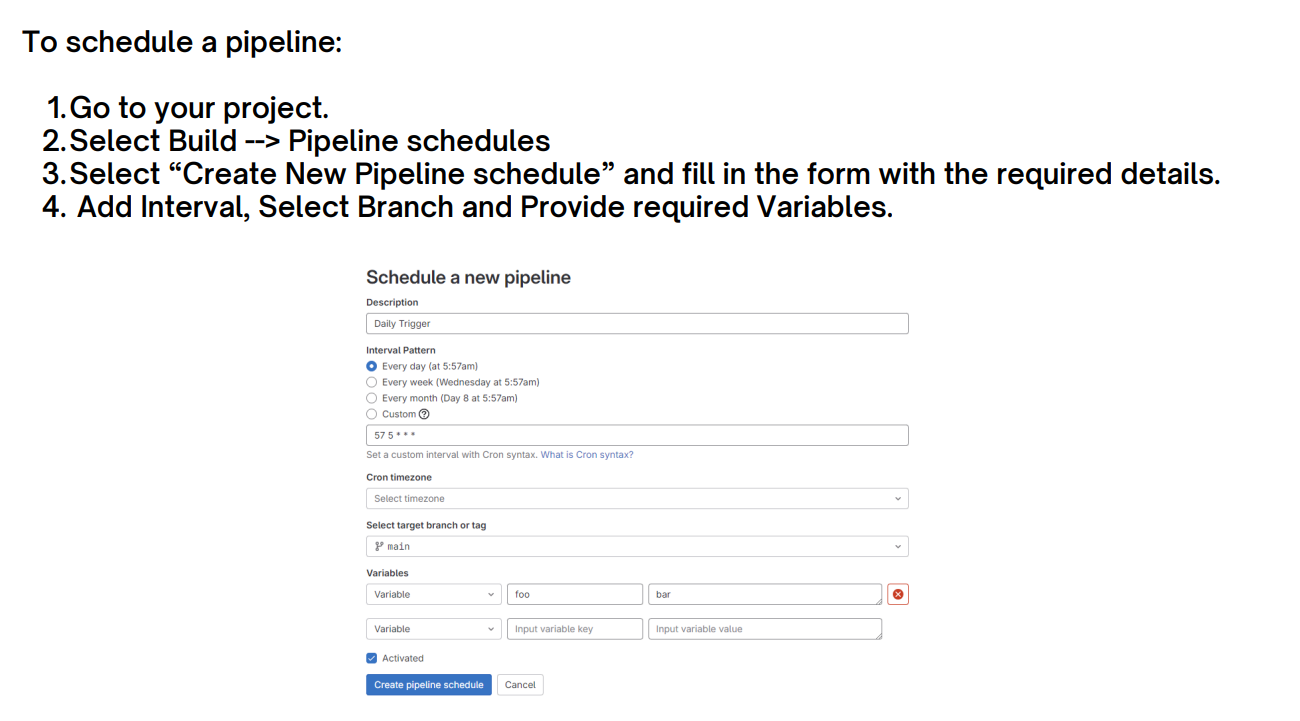 To schedule a pipeline:
1.Go to your project.
2.Select Build --> Pipeline schedules
3.Select “Create New Pipeline schedule” and fill in the form with the required details.
4. Add Interval, Select Branch and Provide required Variables.
Schedule a new pipeline
Description
Daily Trigger
Interval Pattern
Every day (at 5:57am)
Every week (Wednesday at 5:57am)
Every month (Day 8 at 5:57am)
Custom ?
57 5 * * *
Set a custom interval with Cron syntax. What is Cron syntax?
Cron timezone
Select timezone
Select target branch or tag
main
Variables
Variable foo bar
Variable Input variable key Input variable value
Activated
Create pipeline schedule Cancel